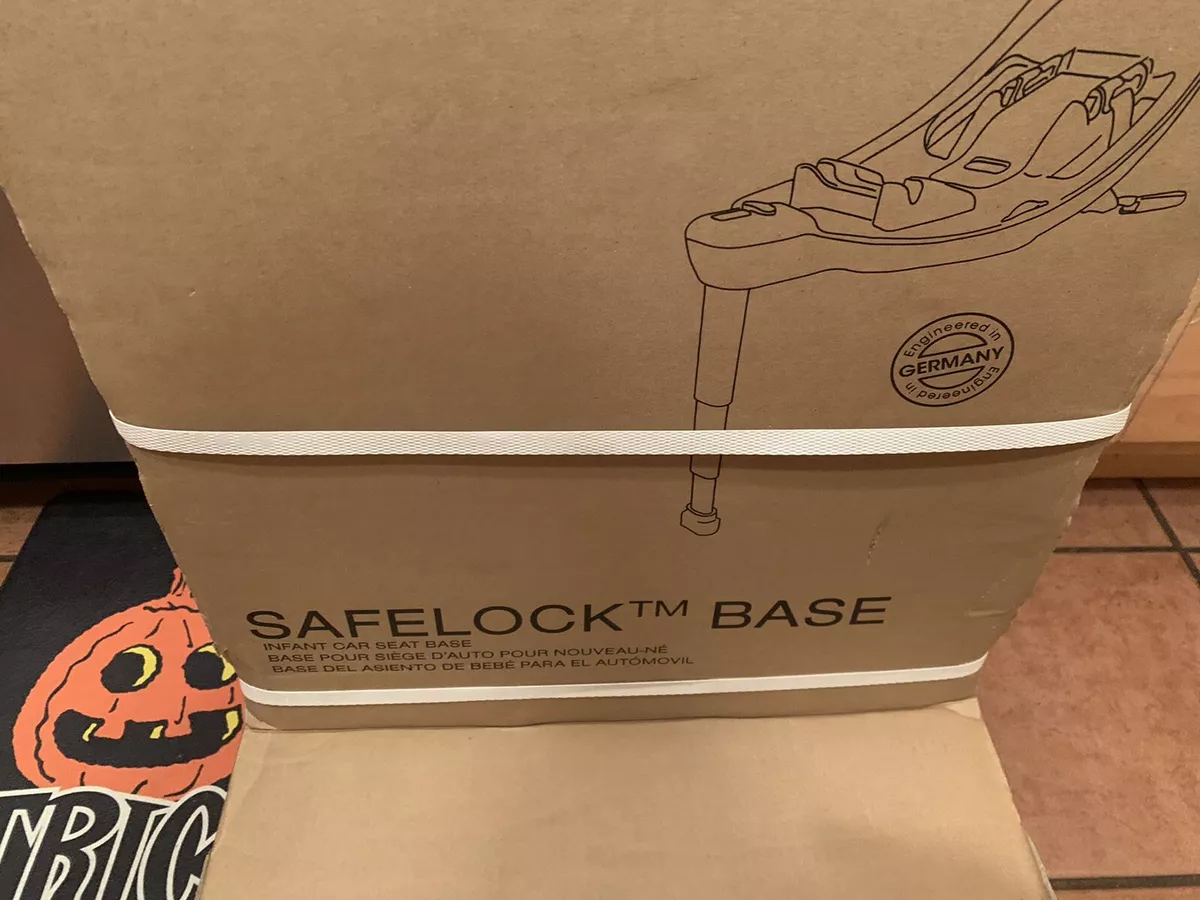 Engineered in
GERMANY
Engineered in
SAFELOCK™ BASE
INFANT CAR SEAT BASE
BASE POUR SIÈGE D'AUTO POUR NOUVEAU-NÉ
BASE DEL ASIENTO DE BEBÉ PARA EL AUTÓMOVIL
TRIC